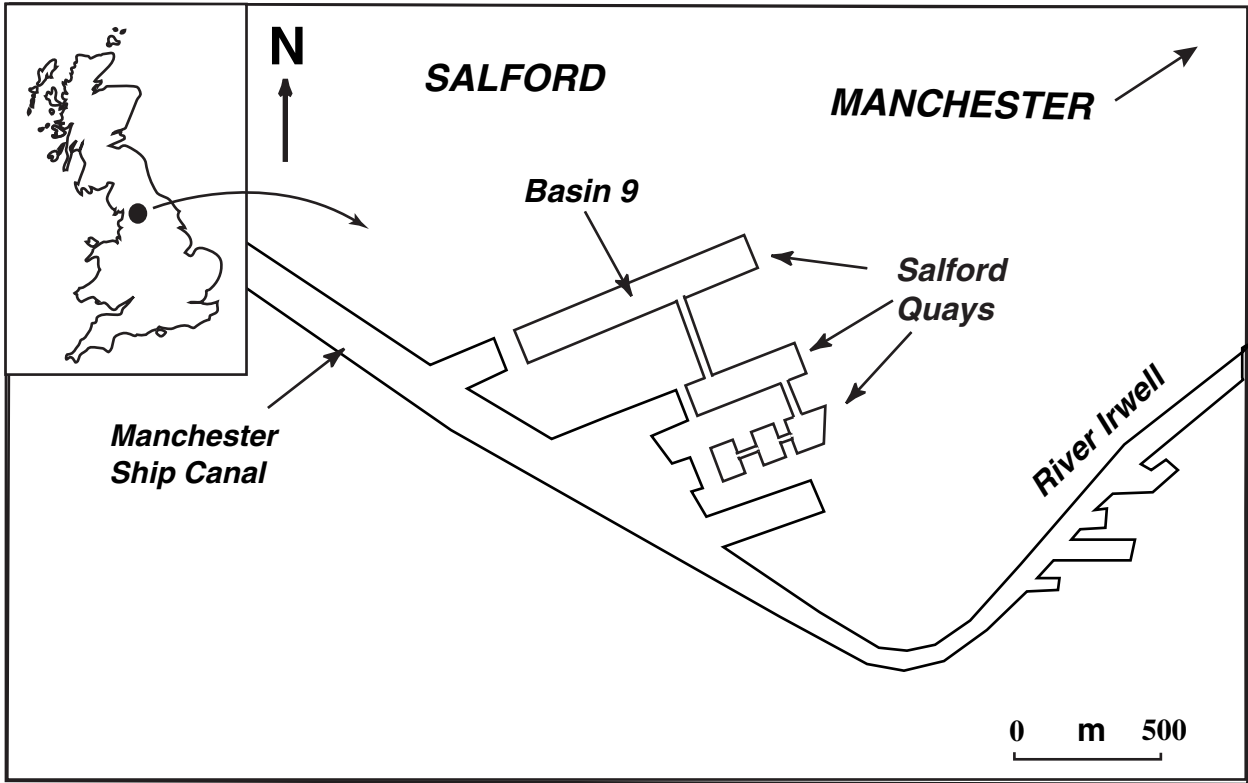 N
SALFORD
MANCHESTER
Basin 9
Salford
Quays
Manchester
Ship Canal
River Irwell
0 m 500